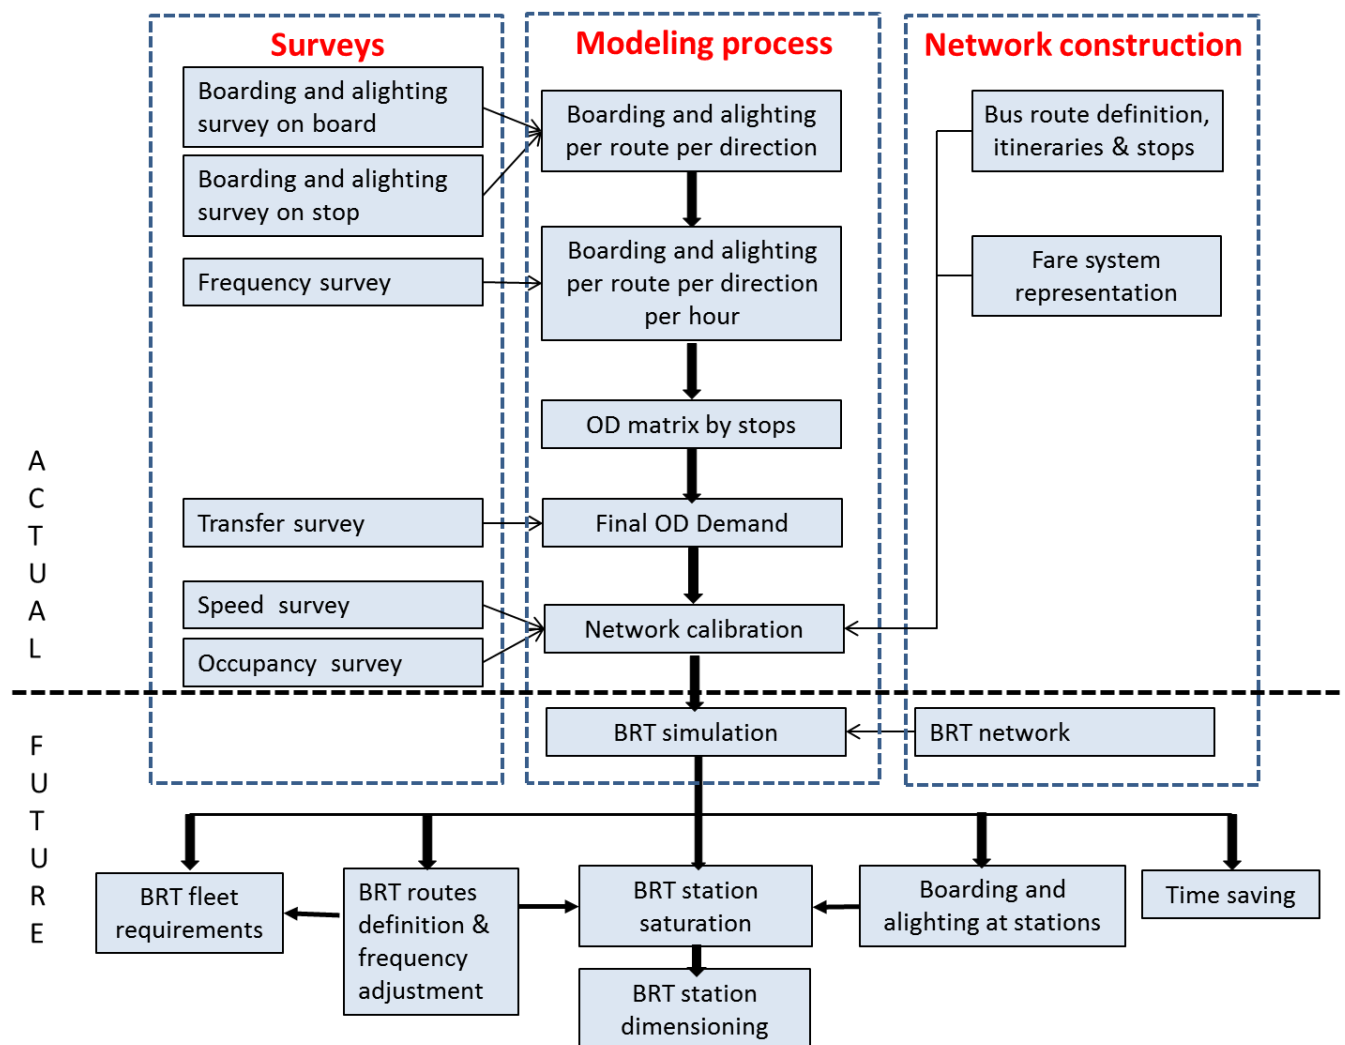 Surveys
Boarding and alighting
survey on board
Boarding and alighting
survey on stop
Frequency survey
Transfer survey
Speed survey
Occupancy survey
Modeling process
Boarding and alighting
per route per direction
Boarding and alighting
per route per direction
per hour
OD matrix by stops
Final OD Demand
Network calibration
BRT simulation
Network construction
Bus route definition,
itineraries & stops
Fare system
representation
BRT network
ACTUAL
FUTURE
BRT fleet
requirements
BRT routes
definition &
frequency
adjustment
BRT station
saturation
Boarding and
alighting at stations
Time saving
BRT station
dimensioning